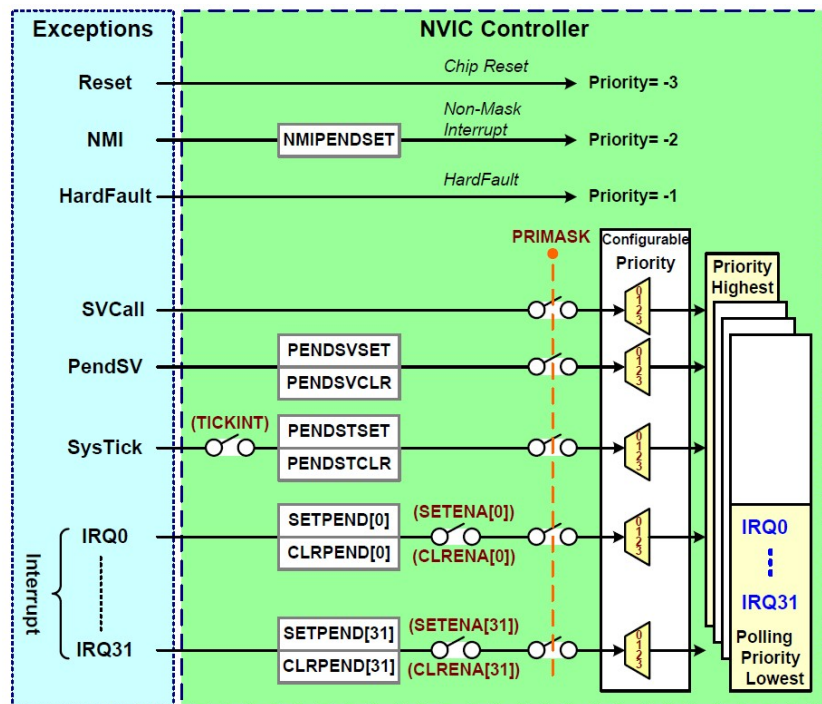 Exceptions
NVIC Controller
Reset
Chip Reset
Priority= -3
NMI
NMIPENDSET
Non-Mask
Interrupt
Priority= -2
HardFault
HardFault
Priority= -1
PRIMASK
Configurable
Priority
Priority
Highest
SVCall
0
1
2
3
PendSV
PENDSVSET
PENDSVCLR
0
1
2
3
(TICKINT)
SysTick
PENDSTSET
PENDSTCLR
0
1
2
3
Interrupt
IRQ0
SETPEND[0]
CLRPEND[0]
(SETENA[0])
(CLRENA[0])
0
1
2
3
IRQ0
IRQ31
IRQ31
SETPEND[31]
CLRPEND[31]
(SETENA[31])
(CLRENA[31])
0
1
2
3
Polling
Priority
Lowest